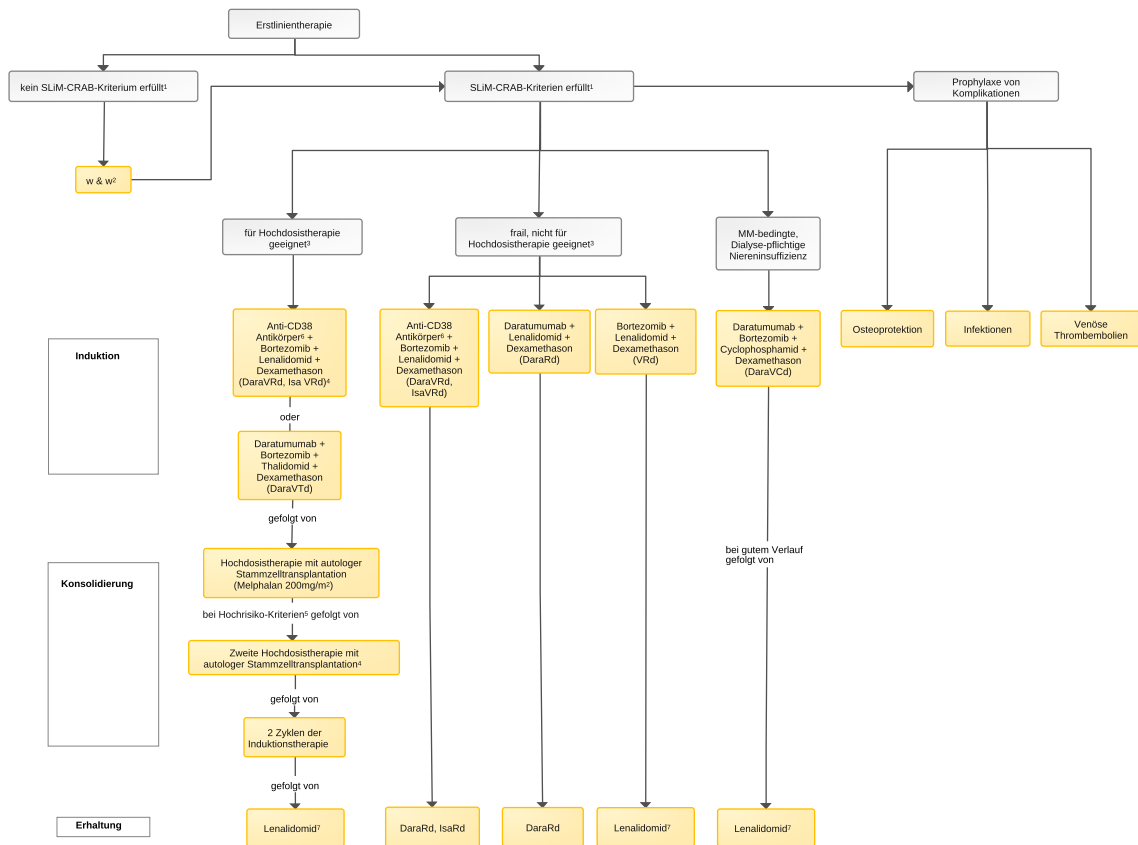 Erstlinientherapie
kein SLiM-CRAB-Kriterium erfüllt¹
SLiM-CRAB-Kriterien erfüllt¹
Prophylaxe von
Komplikationen
w & w²
für Hochdosistherapie
geeignet³
frail, nicht für
Hochdosistherapie geeignet³
MM-bedingte,
Dialyse-pflichtige
Niereninsuffizienz
Induktion
Anti-CD38
Antikörper⁶ +
Bortezomib +
Lenalidomid +
Dexamethason
(DaraVRd, Isa VRd)⁴
Anti-CD38
Antikörper⁶ +
Bortezomib +
Lenalidomid +
Dexamethason
(DaraVRd,
IsaVRd)
Daratumumab +
Lenalidomid +
Dexamethason
(DaraRd)
Bortezomib +
Lenalidomid +
Dexamethason
(VRd)
Daratumumab +
Bortezomib +
Cyclophosphamid +
Dexamethason
(DaraVCd)
Osteoprotektion
Infektionen
Venöse
Thrombembolien
oder
Daratumumab +
Bortezomib +
Thalidomid +
Dexamethason
(DaraVTd)
gefolgt von
Konsolidierung
Hochdosistherapie mit autologer
Stammzelltransplantation
(Melphalan 200mg/m²)
bei gutem Verlauf
gefolgt von
bei Hochrisiko-Kriterien⁵ gefolgt von
Zweite Hochdosistherapie mit
autologer Stammzelltransplantation⁴
gefolgt von
2 Zyklen der
Induktionstherapie
gefolgt von
Erhaltung
Lenalidomid⁷
DaraRd, IsaRd
DaraRd
Lenalidomid⁷
Lenalidomid⁷